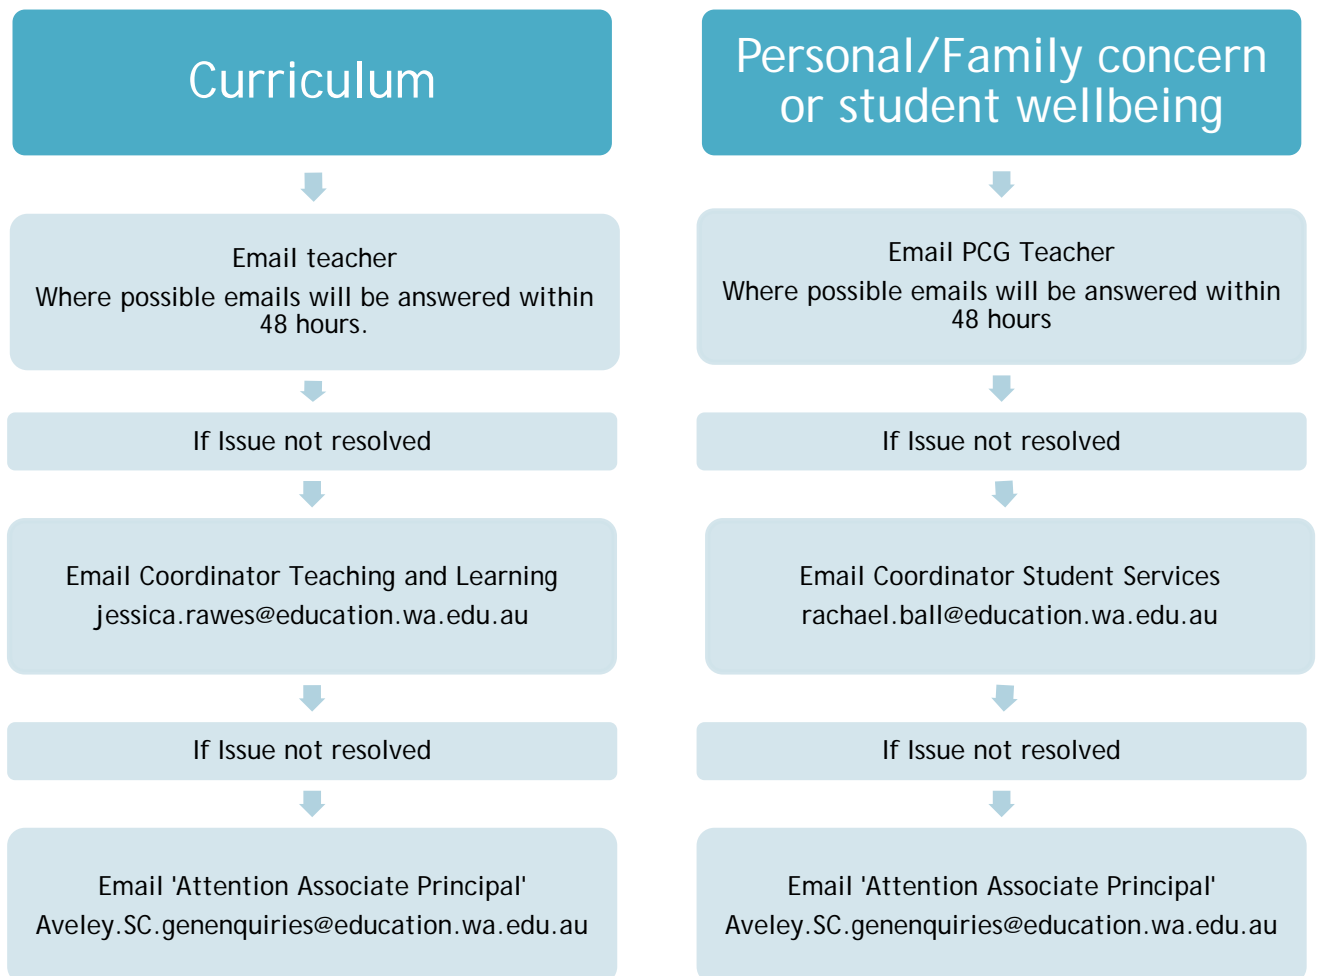 Curriculum
Email teacher
Where possible emails will be answered within
48 hours.
If Issue not resolved
Email Coordinator Teaching and Learning
jessica.rawes@education.wa.edu.au
If Issue not resolved
Email 'Attention Associate Principal'
Aveley.SC.genenquiries@education.wa.edu.au
Personal/Family concern
or student wellbeing
Email PCG Teacher
Where possible emails will be answered within
48 hours
If Issue not resolved
Email Coordinator Student Services
rachael.ball@education.wa.edu.au
If Issue not resolved
Email 'Attention Associate Principal'
Aveley.SC.genenquiries@education.wa.edu.au